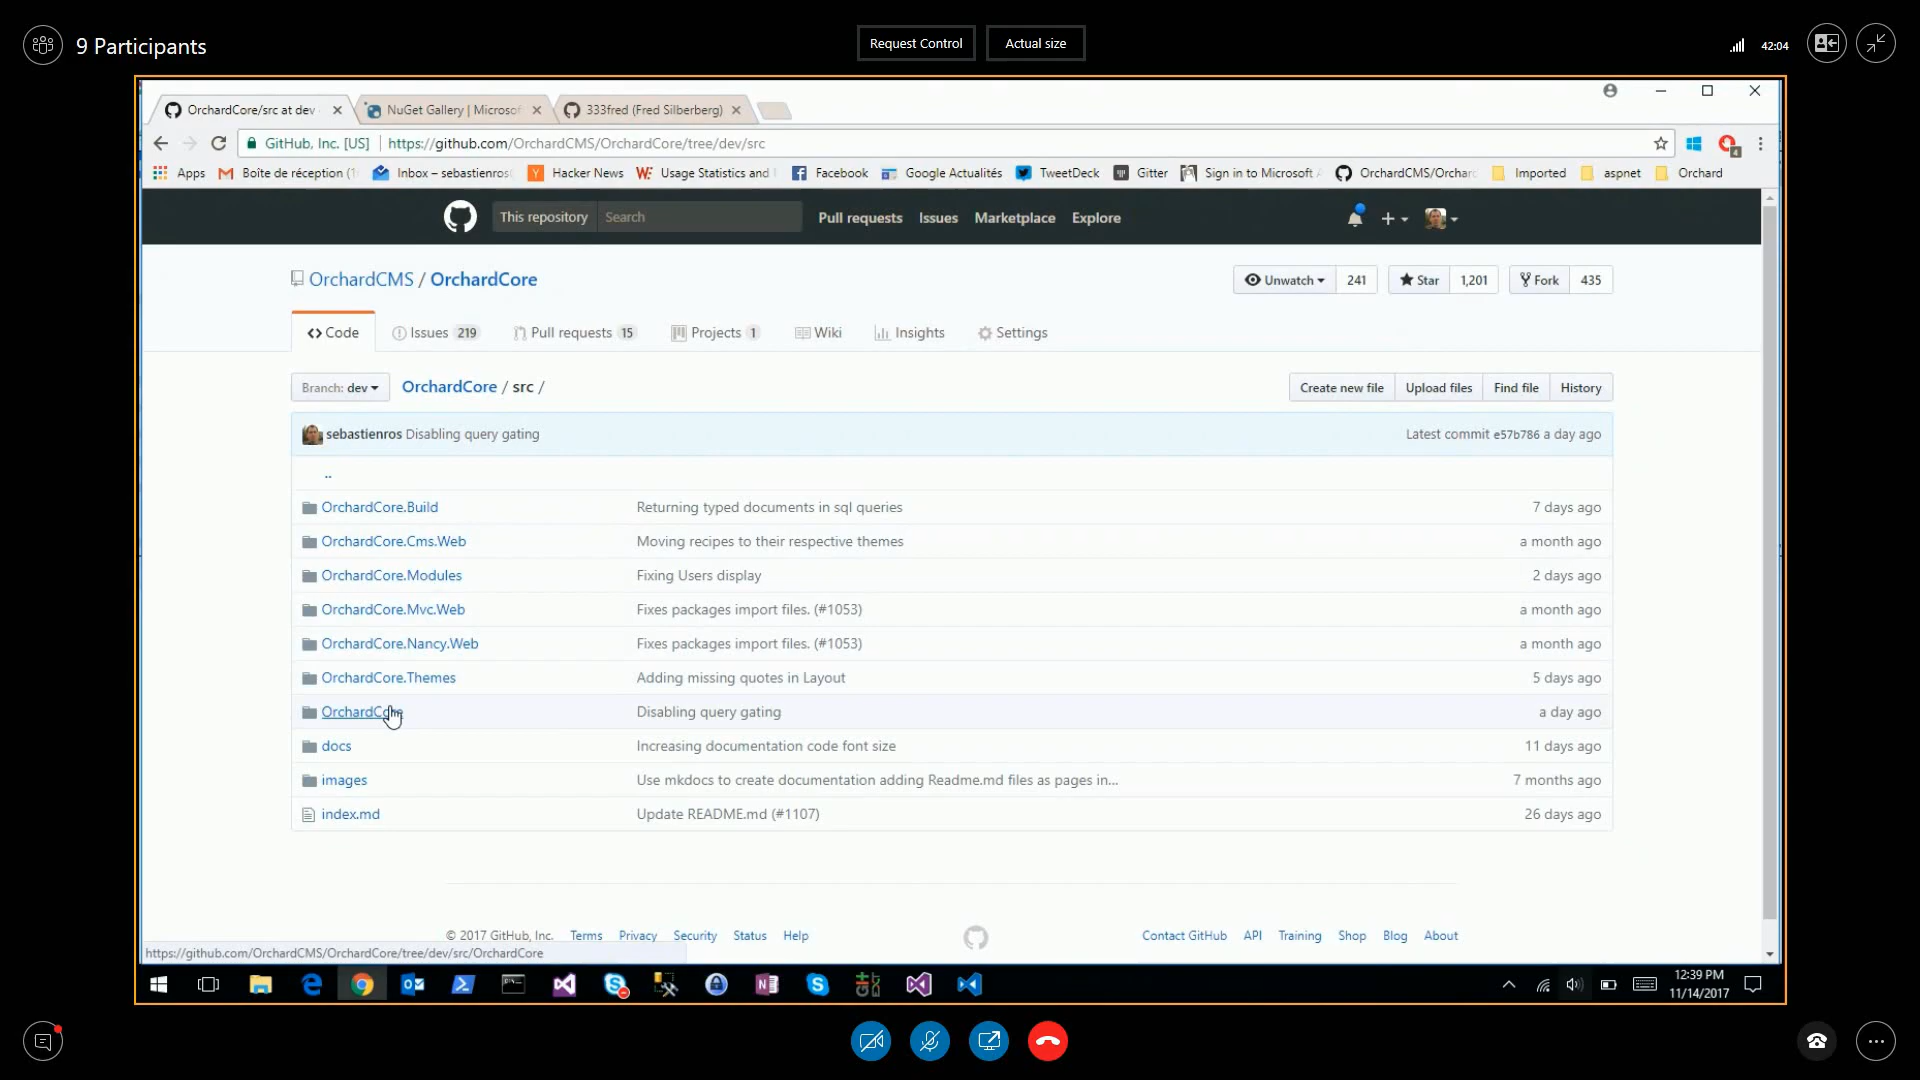 9 Participants
Request Control
Actual size
42:04
OrchardCore/src at dev
NuGet Gallery | Microsof
333fred (Fred Silberberg)
GitHub, Inc. [US]
https://github.com/OrchardCMS/OrchardCore/tree/dev/src
4
Apps
Boîte de réception (1
Inbox – sebastienros
Hacker News
Usage Statistics and
Facebook
Google Actualités
TweetDeck
Gitter
Sign in to Microsoft
OrchardCMS/Orchar
Imported
aspnet
Orchard
This repository
Search
Pull requests
Issues
Marketplace
Explore
OrchardCMS / OrchardCore
Unwatch
241
Star
1,201
Fork
435
Code
Issues 219
Pull requests 15
Projects 1
Wiki
Insights
Settings
Branch: dev
OrchardCore / src /
Create new file
Upload files
Find file
History
sebastienros Disabling query gating
Latest commit e57b786 a day ago
..
OrchardCore.Build Returning typed documents in sql queries 7 days ago
OrchardCore.Cms.Web Moving recipes to their respective themes a month ago
OrchardCore.Modules Fixing Users display 2 days ago
OrchardCore.Mvc.Web Fixes packages import files. (#1053) a month ago
OrchardCore.Nancy.Web Fixes packages import files. (#1053) a month ago
OrchardCore.Themes Adding missing quotes in Layout 5 days ago
OrchardCore Disabling query gating a day ago
docs Increasing documentation code font size 11 days ago
images Use mkdocs to create documentation adding Readme.md files as pages in... 7 months ago
index.md Update README.md (#1107) 26 days ago
© 2017 GitHub, Inc.
Terms
Privacy
Security
Status
Help
Contact GitHub
API
Training
Shop
Blog
About
https://github.com/OrchardCMS/OrchardCore/tree/dev/src/OrchardCore
12:39 PM
11/14/2017